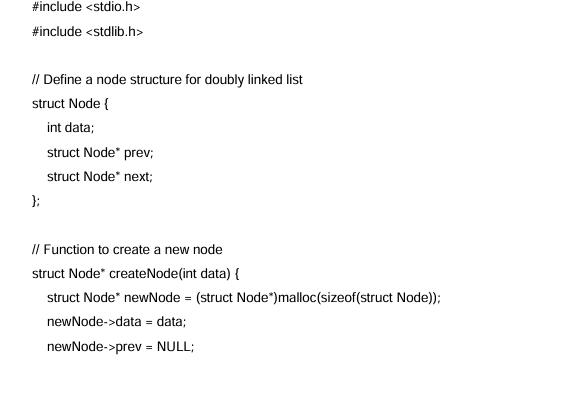 #include <stdio.h>
#include <stdlib.h>
// Define a node structure for doubly linked list
struct Node {
int data;
struct Node* prev;
struct Node* next;
};
// Function to create a new node
struct Node* createNode(int data) {
struct Node* newNode = (struct Node*)malloc(sizeof(struct Node));
newNode->data = data;
newNode->prev = NULL;